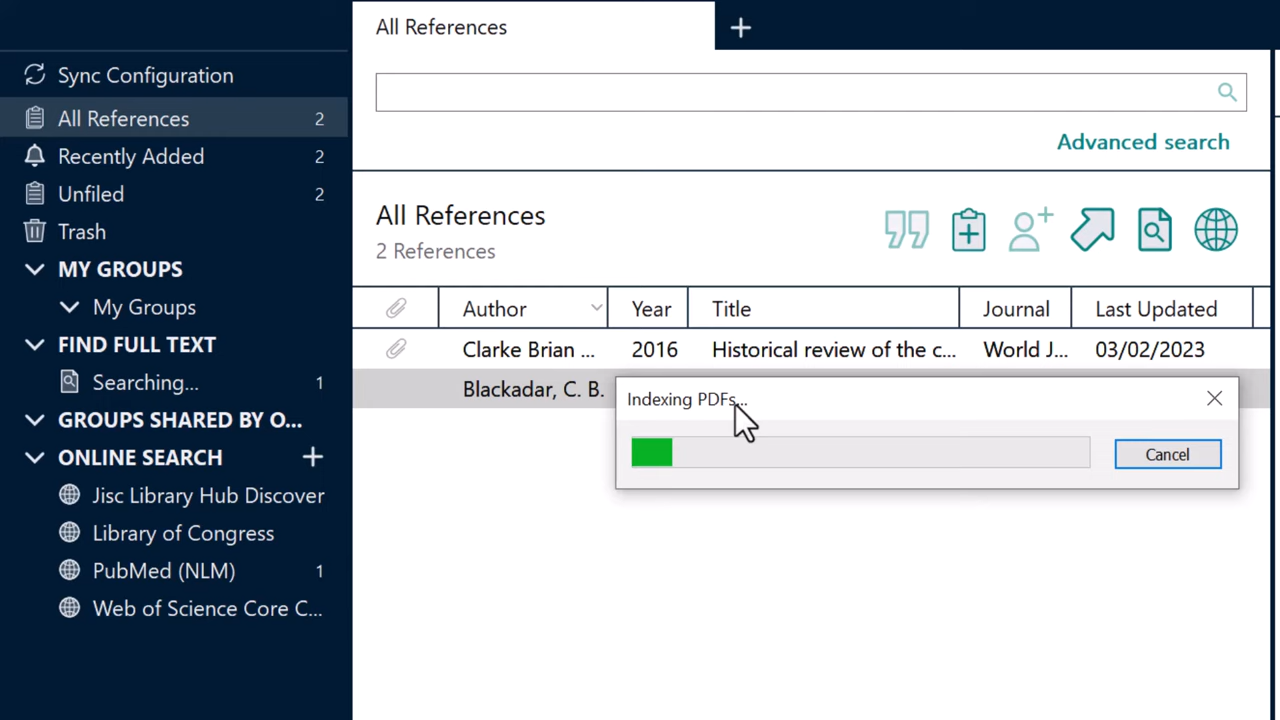 All References
Sync Configuration
All References 2
Recently Added 2
Unfiled 2
Trash
MY GROUPS
My Groups
FIND FULL TEXT
Searching... 1
GROUPS SHARED BY O...
ONLINE SEARCH
Jisc Library Hub Discover
Library of Congress
PubMed (NLM) 1
Web of Science Core C...
Advanced search
All References
2 References
Author Year Title Journal Last Updated
Clarke Brian ... 2016 Historical review of the c... World J... 03/02/2023
Blackadar, C. B.
Indexing PDFs...
Cancel